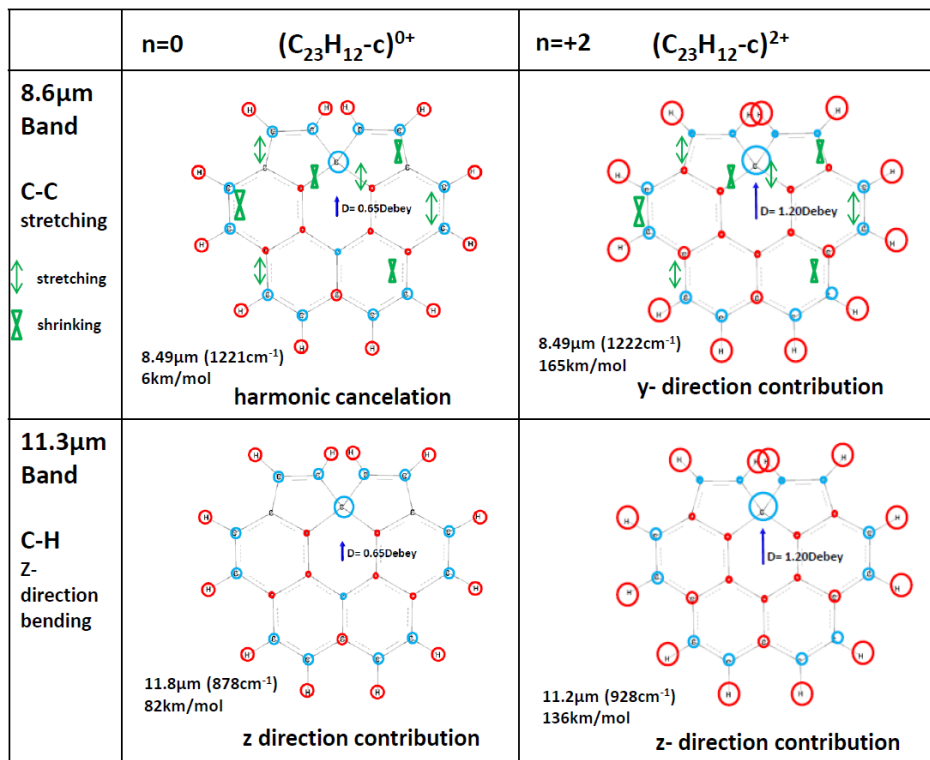 n=0 (C23H12-c)0+
n=+2 (C23H12-c)2+
8.6μm
Band
C-C
stretching
stretching
shrinking
H H H H
C C C C
C
C C
H C C H
D= 0.65Debey
H C C H
C C C
H C C H
H H
8.49μm (1221cm-1)
6km/mol
harmonic cancelation
H H H H
C
H H
D= 1.20Debey
H H
C C
C C C
H H
H H
8.49μm (1222cm-1)
165km/mol
y- direction contribution
11.3μm
Band
C-H
Z-
direction
bending
H H H H
C C C C
C
C C
H C C H
D= 0.65Debey
H C C H
C C C
H C C H
H H
11.8μm (878cm-1)
82km/mol
z direction contribution
H H H H
C
H H
D= 1.20Debey
H H
C C
C C C
H H
H H
11.2μm (928cm-1)
136km/mol
z- direction contribution